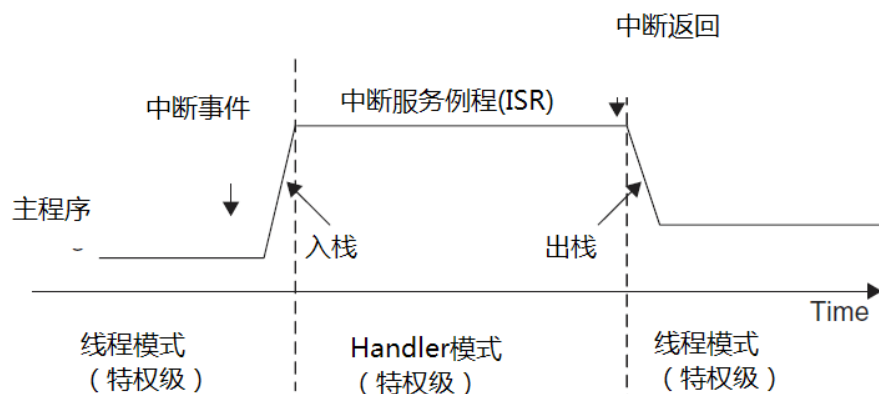 中断返回
中断事件
中断服务例程(ISR)
主程序
入栈
出栈
Time
线程模式
（特权级）
Handler模式
（特权级）
线程模式
（特权级）